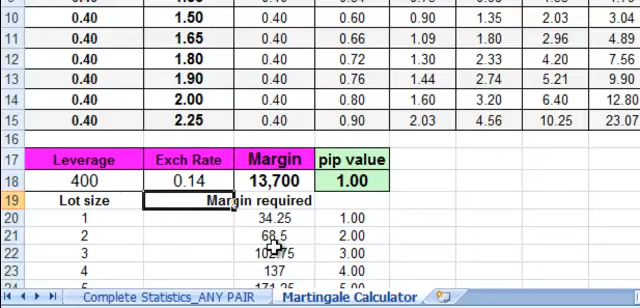 10 0.40 1.50 0.40 0.60 0.90 1.35 2.03 3.04
11 0.40 1.65 0.40 0.66 1.09 1.80 2.96 4.89
12 0.40 1.80 0.40 0.72 1.30 2.33 4.20 7.56
13 0.40 1.90 0.40 0.76 1.44 2.74 5.21 9.90
14 0.40 2.00 0.40 0.80 1.60 3.20 6.40 12.80
15 0.40 2.25 0.40 0.90 2.03 4.56 10.25 23.07
16
17 Leverage Exch Rate Margin pip value
18 400 0.14 13,700 1.00
19 Lot size Margin required
20 1 34.25 1.00
21 2 68.5 2.00
22 3 102.75 3.00
23 4 137 4.00
Complete Statistics_ANY PAIR Martingale Calculator